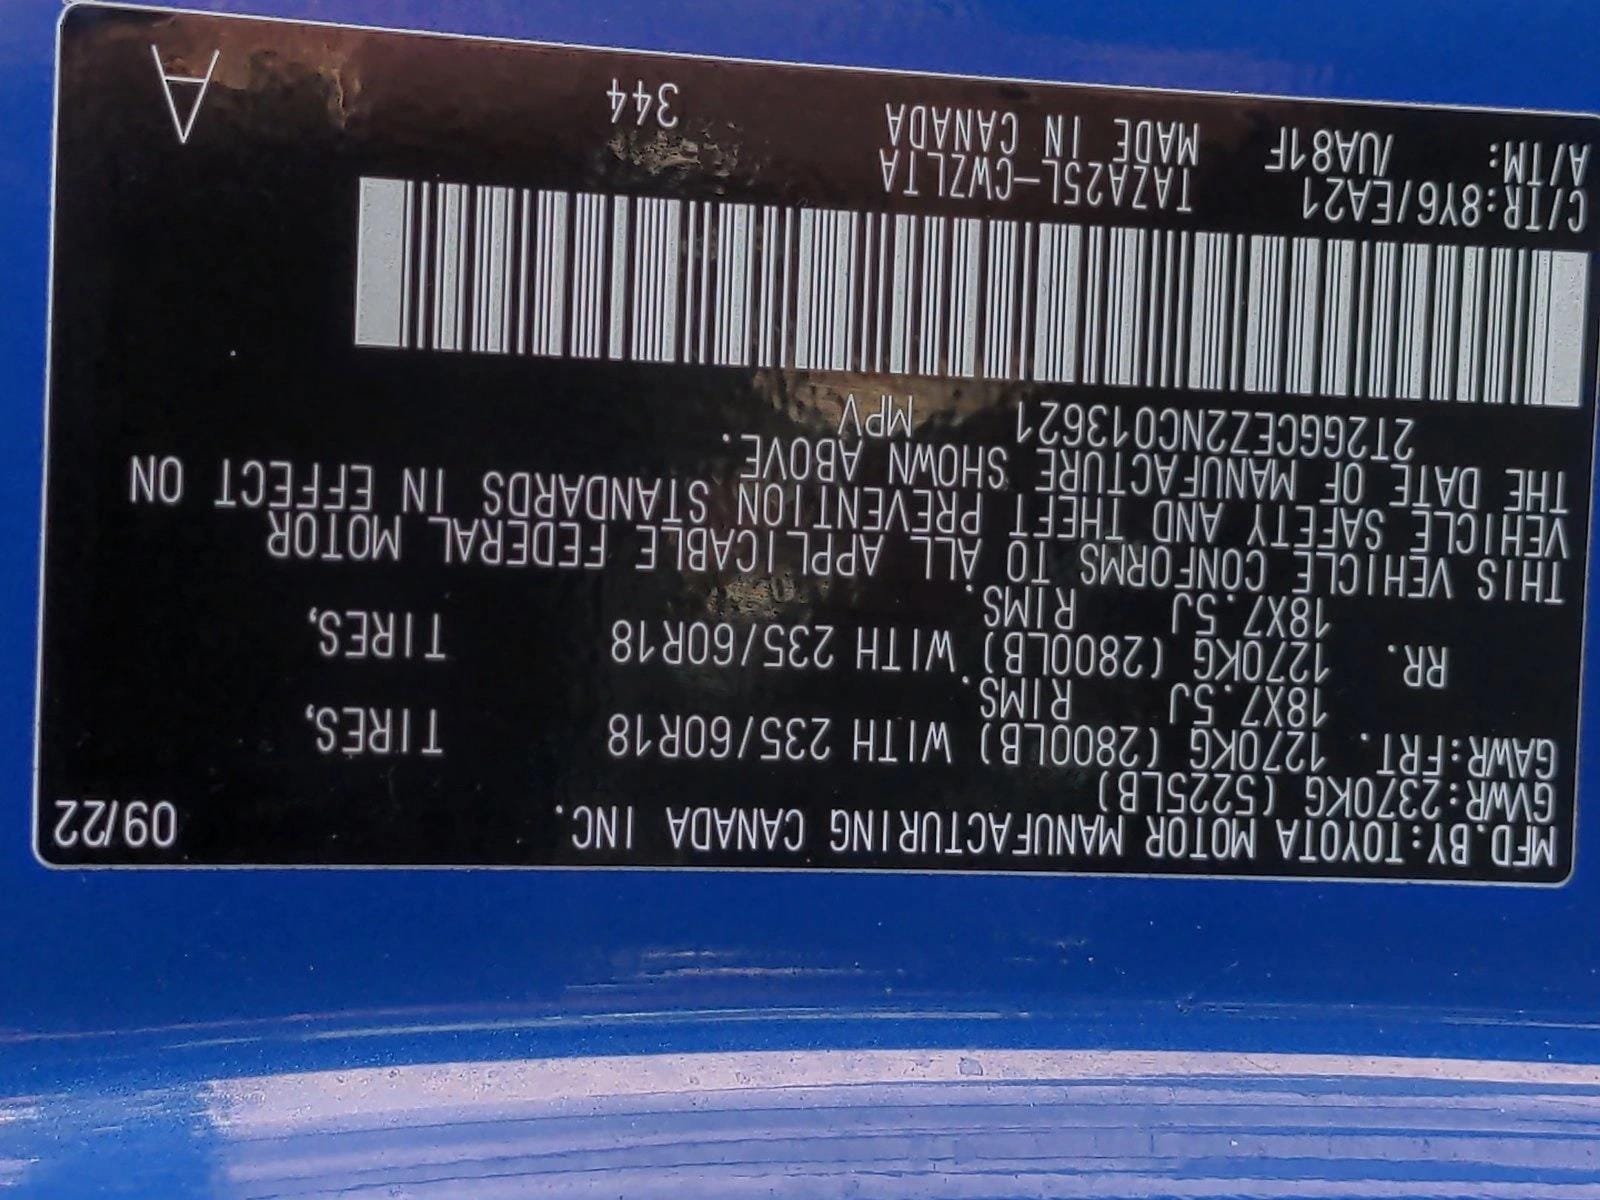 MFD.BY:TOYOTA MOTOR MANUFACTURING CANADA INC. 09/22
GVWR:2370KG (5225LB)
GAWR:FRT. 1270KG (2800LB) WITH 235/60R18 TIRES,
18X7.5J RIMS.
RR. 1270KG (2800LB) WITH 235/60R18 TIRES,
18X7.5J RIMS.
THIS VEHICLE CONFORMS TO ALL APPLICABLE FEDERAL MOTOR
VEHICLE SAFETY AND THEFT PREVENTION STANDARDS IN EFFECT ON
THE DATE OF MANUFACTURE SHOWN ABOVE.
2T2GGCEZ2NC013621 MPV
C/TR:8Y6/EA21 TAZA25L-CWZLTA
A/TM: /UA81F MADE IN CANADA 344 A